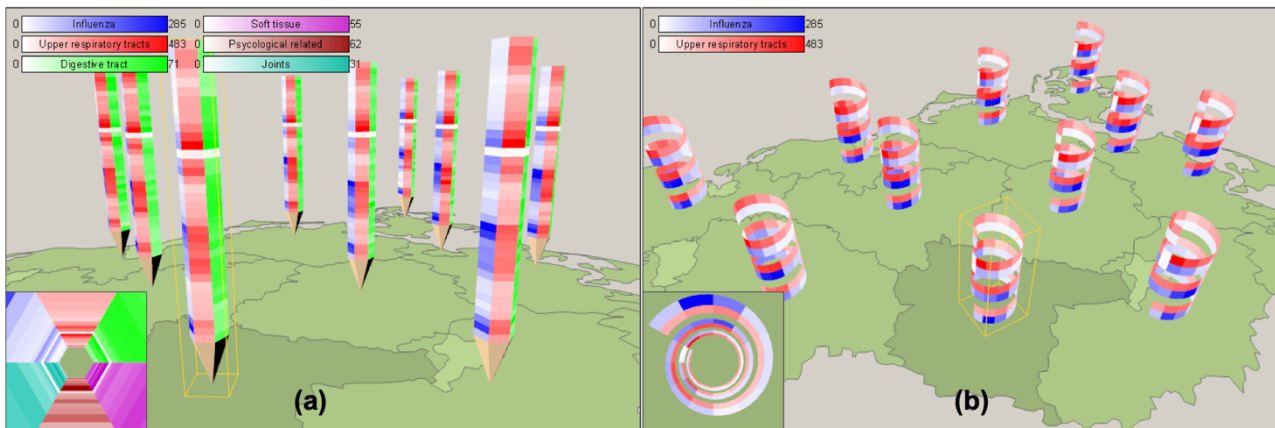 0 Influenza 285 0 Soft tissue 55
0 Upper respiratory tracts 483 0 Psycological related 62
0 Digestive tract 71 0 Joints 31
(a)
0 Influenza 285
0 Upper respiratory tracts 483
(b)